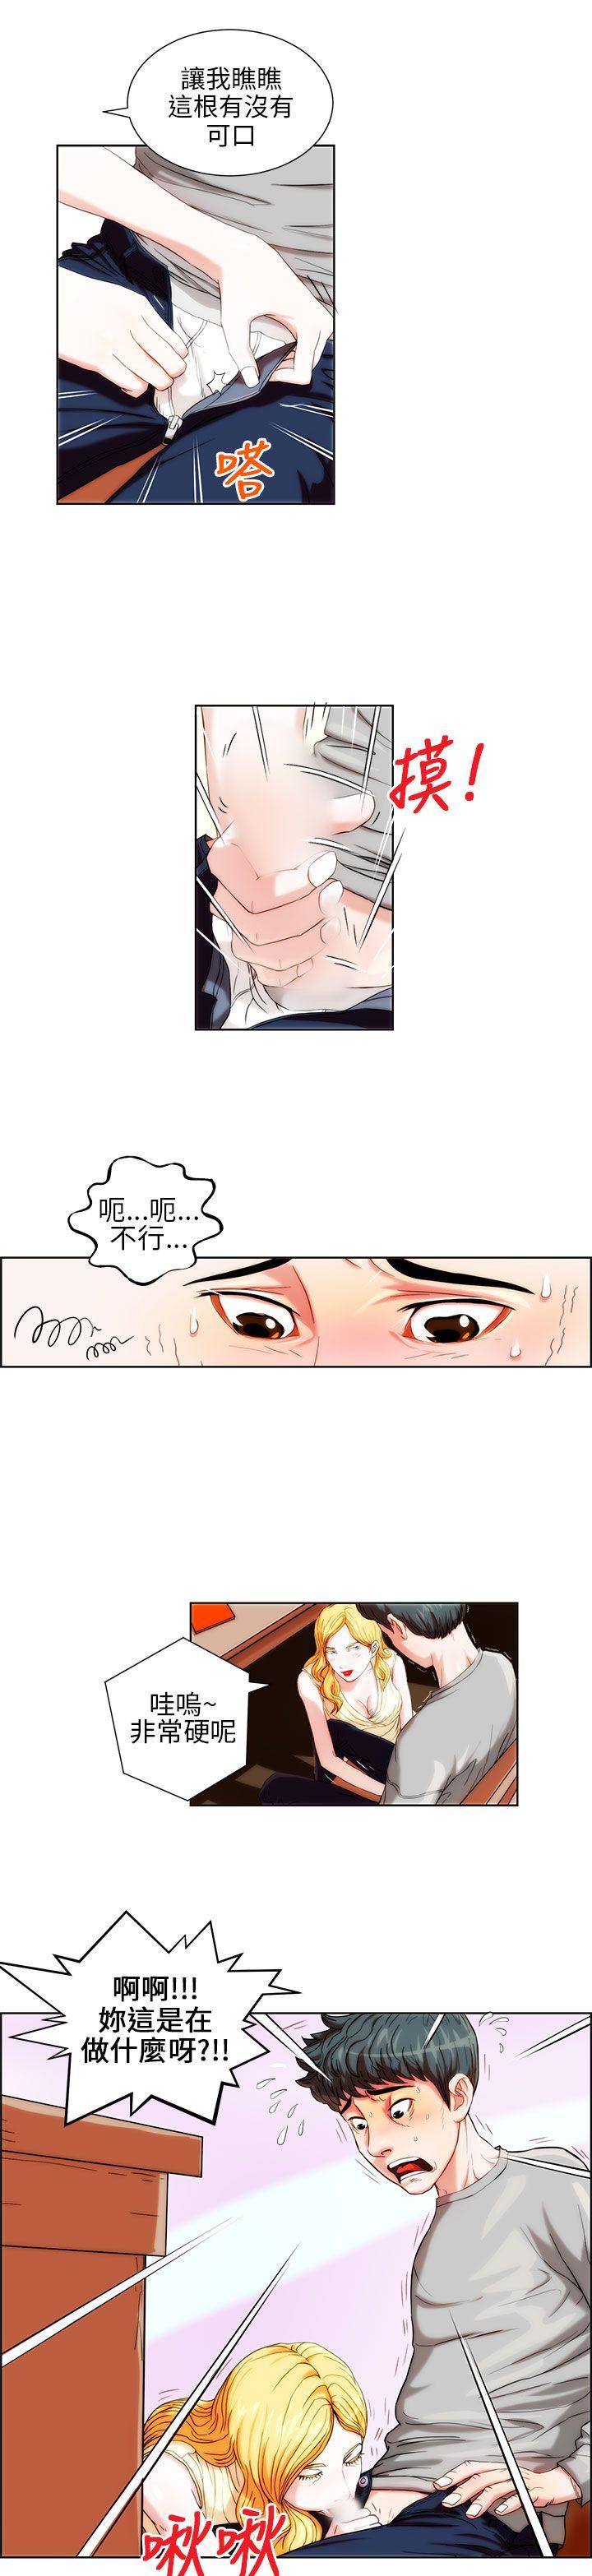 讓我瞧瞧
這根有沒有
可口
嗒
摸!
呃...呃...
不行...
哇嗚~
非常硬呢
啊啊!!!
妳這是在
做什麼呀?!!
啾啾